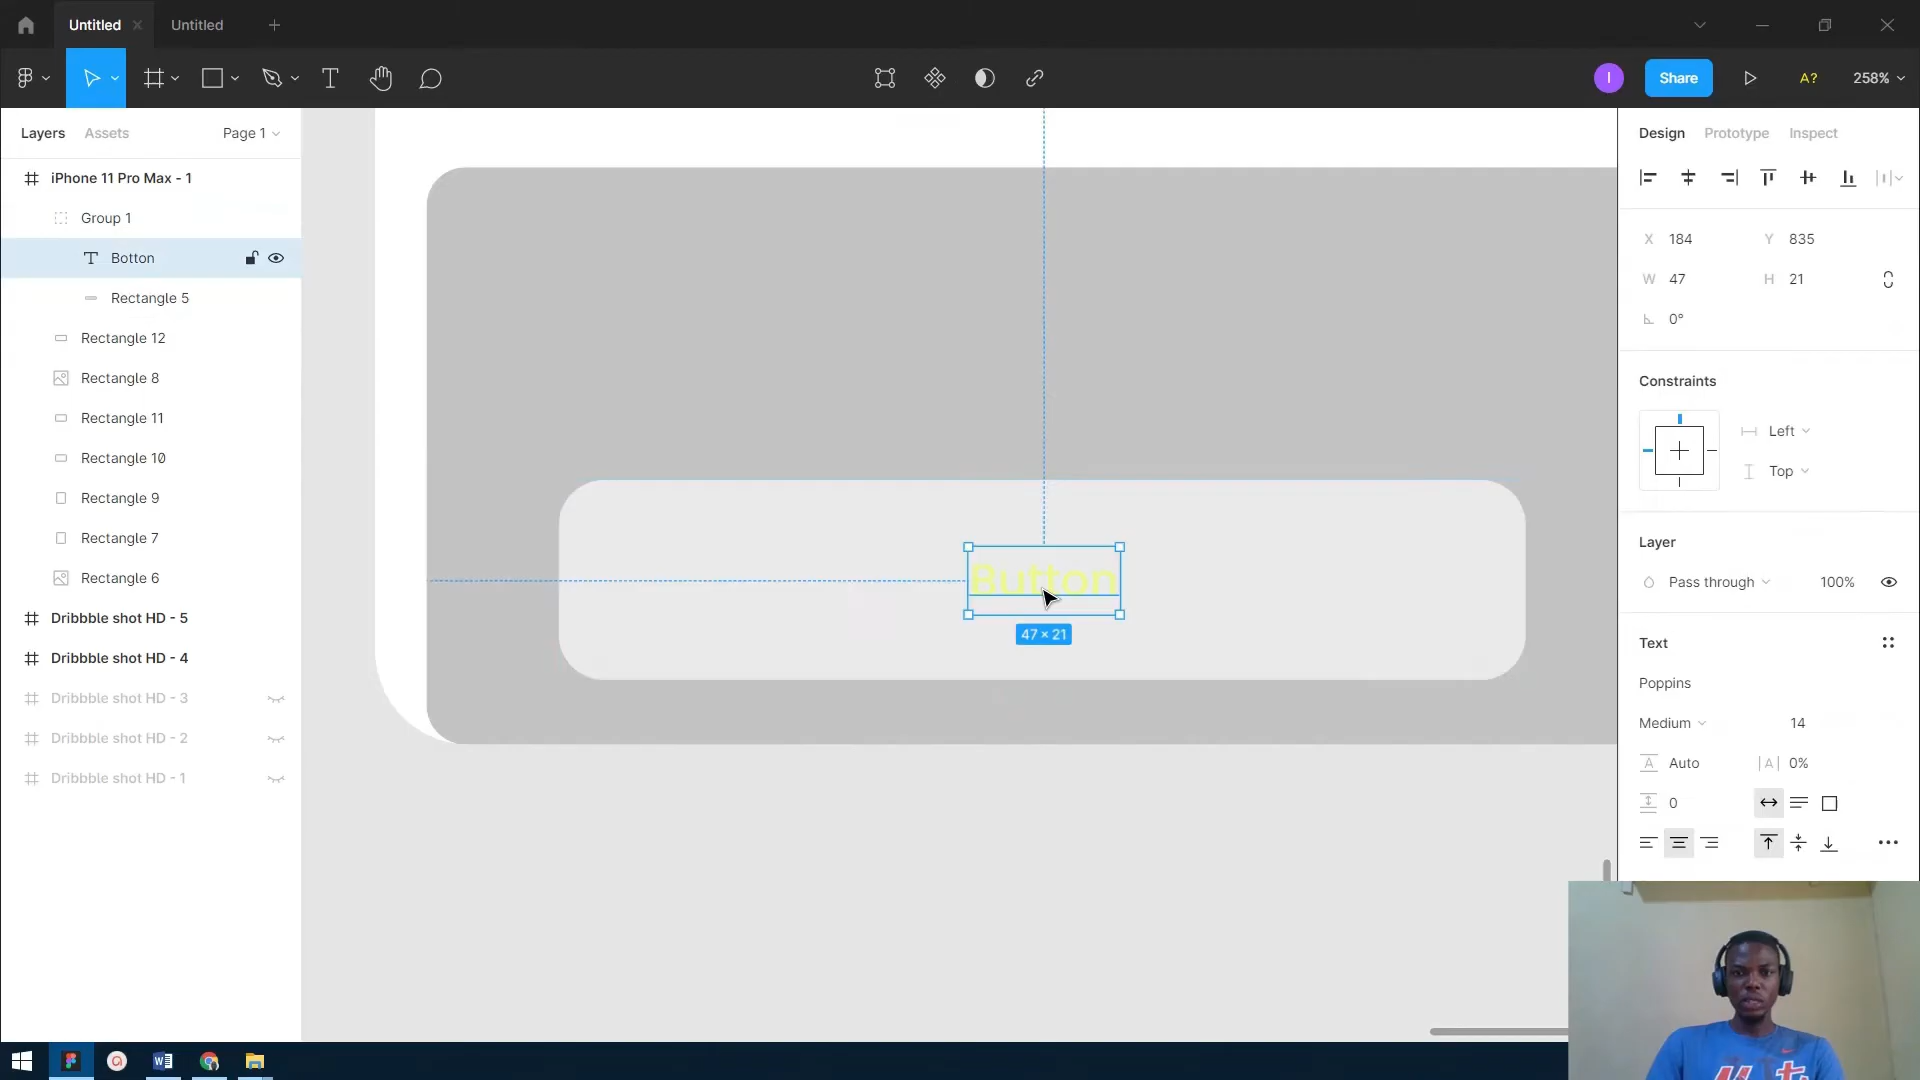 Untitled
Untitled
I
Share
A?
258%
Layers
Assets
Page 1
iPhone 11 Pro Max - 1
Group 1
Botton
Rectangle 5
Rectangle 12
Rectangle 8
Rectangle 11
Rectangle 10
Rectangle 9
Rectangle 7
Rectangle 6
Dribbble shot HD - 5
Dribbble shot HD - 4
Dribbble shot HD - 3
Dribbble shot HD - 2
Dribbble shot HD - 1
Button
47 × 21
Design
Prototype
Inspect
X 184
Y 835
W 47
H 21
0°
Constraints
Left
Top
Layer
Pass through
100%
Text
Poppins
Medium
14
Auto
0%
0